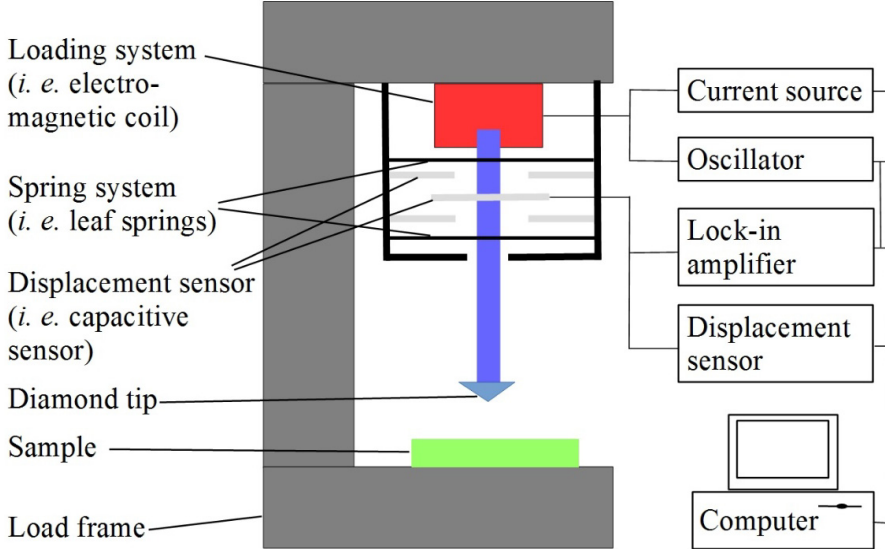 Loading system
(i. e. electro-
magnetic coil)
Spring system
(i. e. leaf springs)
Displacement sensor
(i. e. capacitive
sensor)
Diamond tip
Sample
Load frame
Current source
Oscillator
Lock-in
amplifier
Displacement
sensor
Computer